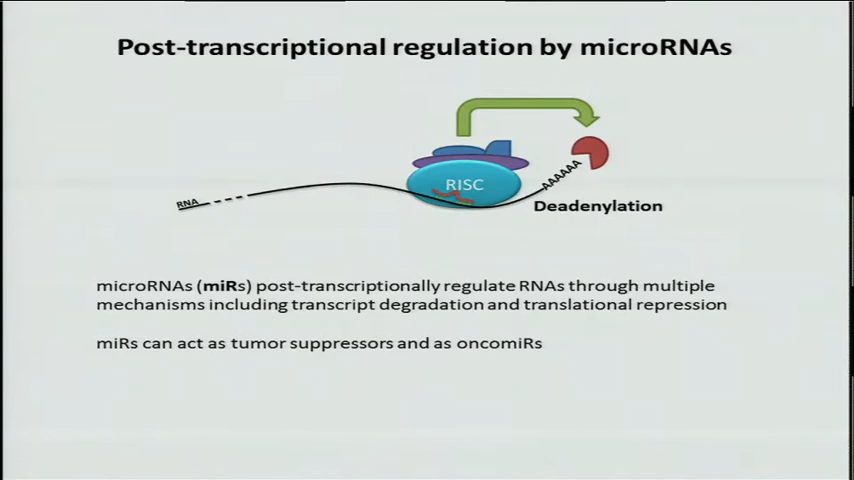 Post-transcriptional regulation by microRNAs
RISC
AAAAAA
RNA
Deadenylation
microRNAs (miRs) post-transcriptionally regulate RNAs through multiple
mechanisms including transcript degradation and translational repression
miRs can act as tumor suppressors and as oncomiRs